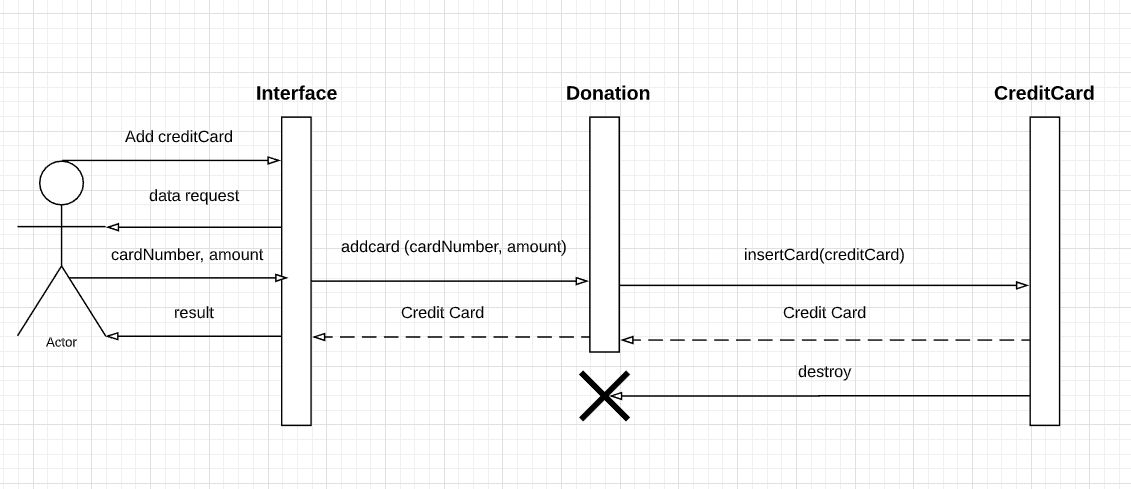 Interface
Donation
CreditCard
Add creditCard
data request
cardNumber, amount
addcard (cardNumber, amount)
insertCard(creditCard)
result
Credit Card
Credit Card
Actor
destroy